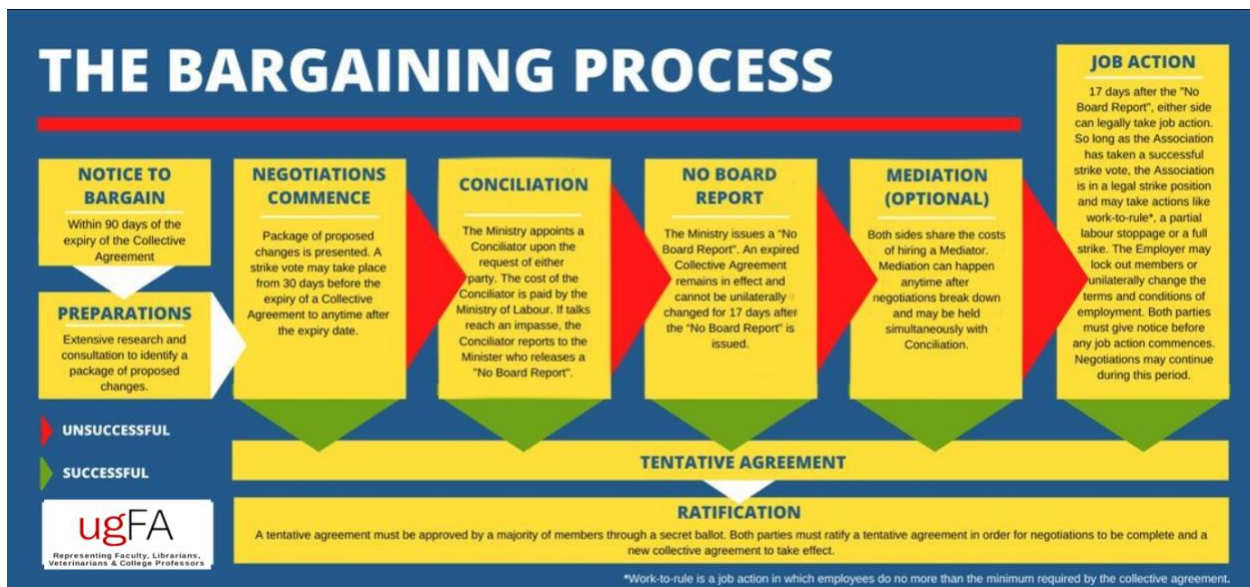 THE BARGAINING PROCESS
NOTICE TO
BARGAIN
Within 90 days of the
expiry of the Collective
Agreement
PREPARATIONS
Extensive research and
consultation to identify a
package of proposed
changes.
NEGOTIATIONS
COMMENCE
Package of proposed
changes is presented. A
strike vote may take place
from 30 days before the
expiry of a Collective
Agreement to anytime after
the expiry date.
CONCILIATION
The Ministry appoints a
Conciliator upon the
request of either
party. The cost of the
Conciliator is paid by the
Ministry of Labour. If talks
reach an impasse, the
Conciliator reports to the
Minister who releases a
"No Board Report".
NO BOARD
REPORT
The Ministry issues a “No
Board Report”. An expired
Collective Agreement
remains in effect and
cannot be unilaterally
changed for 17 days after
the “No Board Report” is
issued.
MEDIATION
(OPTIONAL)
Both sides share the costs
of hiring a Mediator.
Mediation can happen
anytime after
negotiations break down
and may be held
simultaneously with
Conciliation.
JOB ACTION
17 days after the "No
Board Report", either side
can legally take job action.
So long as the Association
has taken a successful
strike vote, the Association
is in a legal strike position
and may take actions like
work-to-rule*, a partial
labour stoppage or a full
strike. The Employer may
lock out members or
unilaterally change the
terms and conditions of
employment. Both parties
must give notice before
any job action commences.
Negotiations may continue
during this period.
UNSUCCESSFUL
SUCCESSFUL
TENTATIVE AGREEMENT
RATIFICATION
A tentative agreement must be approved by a majority of members through a secret ballot. Both parties must ratify a tentative agreement in order for negotiations to be complete and a
new collective agreement to take effect.
ugFA
Representing Faculty, Librarians,
Veterinarians & College Professors
*Work-to-rule is a job action in which employees do no more than the minimum required by the collective agreement.